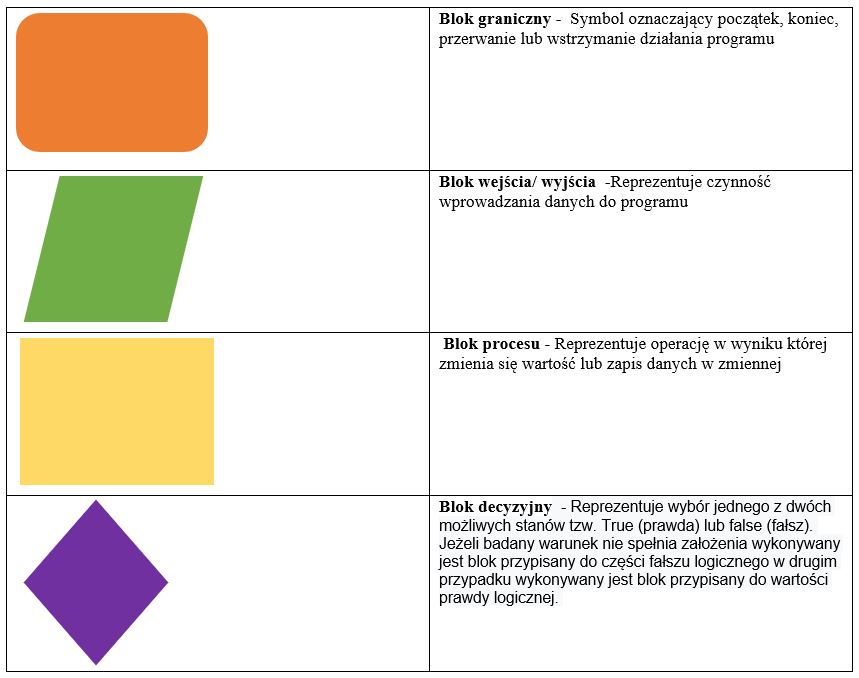 Blok graniczny - Symbol oznaczający początek, koniec,
przerwanie lub wstrzymanie działania programu
Blok wejścia/ wyjścia -Reprezentuje czynność
wprowadzania danych do programu
Blok procesu - Reprezentuje operację w wyniku której
zmienia się wartość lub zapis danych w zmiennej
Blok decyzyjny - Reprezentuje wybór jednego z dwóch
możliwych stanów tzw. True (prawda) lub false (fałsz).
Jeżeli badany warunek nie spełnia założenia wykonywany
jest blok przypisany do części fałszu logicznego w drugim
przypadku wykonywany jest blok przypisany do wartości
prawdy logicznej.